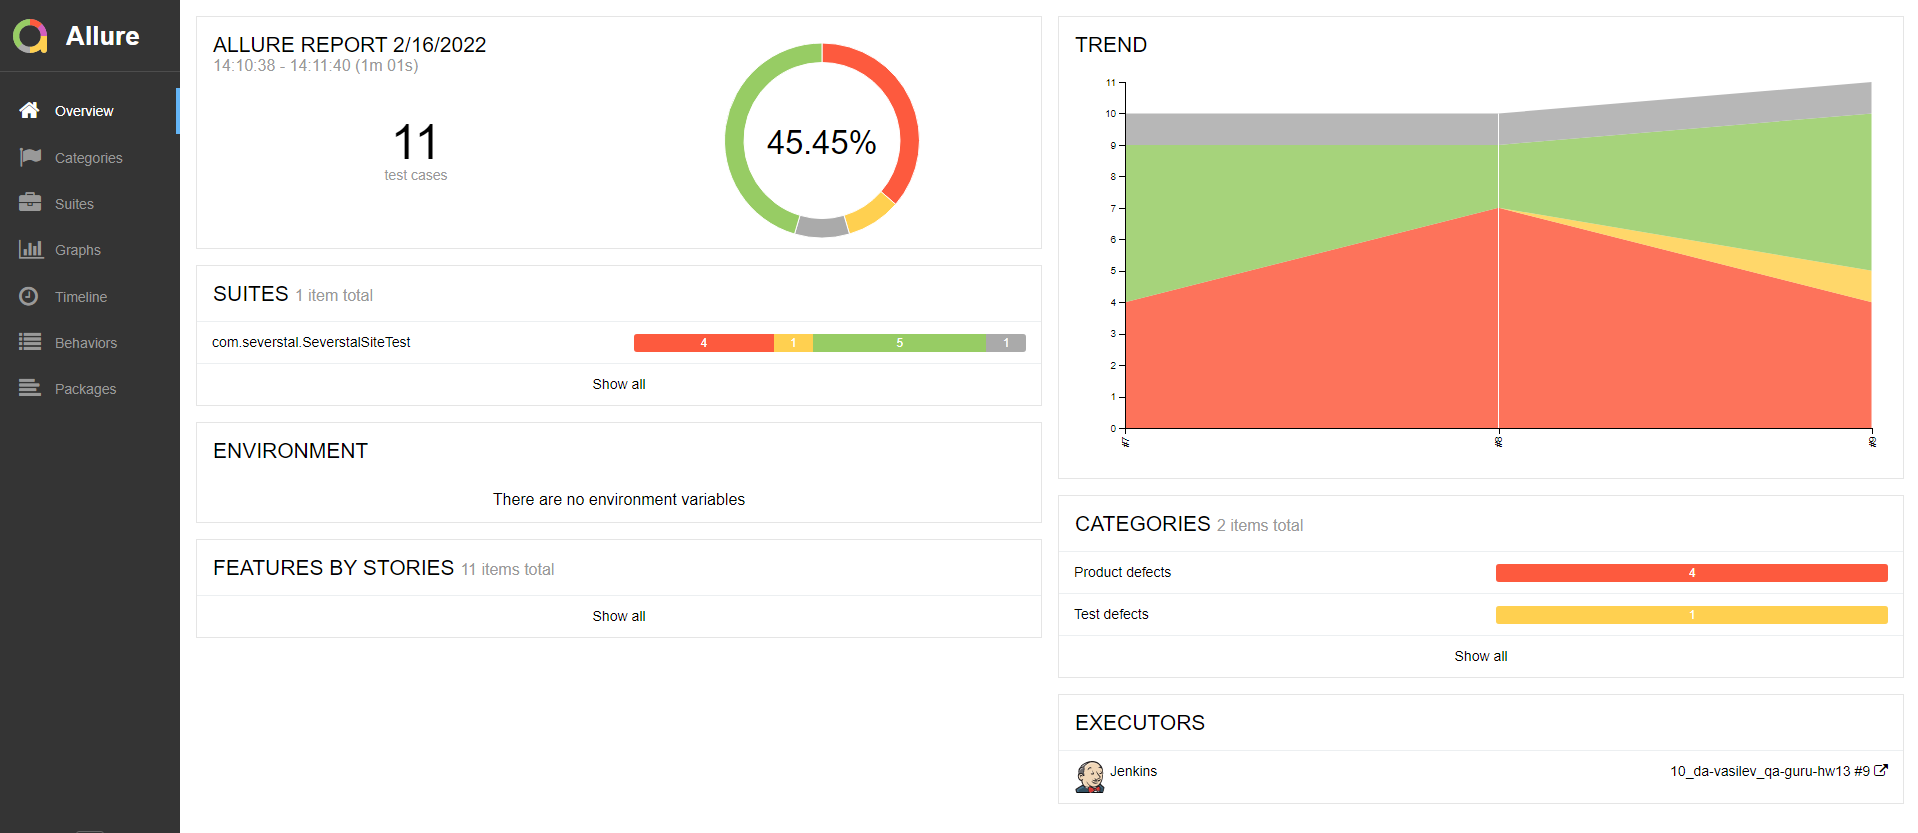 Allure
Overview
Categories
Suites
Graphs
Timeline
Behaviors
Packages
ALLURE REPORT 2/16/2022
14:10:38 - 14:11:40 (1m 01s)
11
test cases
45.45%
SUITES 1 item total
com.severstal.SeverstalSiteTest
4 1 5 1
Show all
ENVIRONMENT
There are no environment variables
FEATURES BY STORIES 11 items total
Show all
TREND
11
10
9
8
7
6
5
4
3
2
1
0
#7 #8 #9
CATEGORIES 2 items total
Product defects 4
Test defects 1
Show all
EXECUTORS
Jenkins 10_da-vasilev_qa-guru-hw13 #9